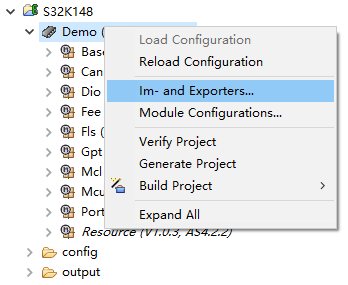 S32K148
Demo (
Base
Can
Dio
Fee
Fls (
Gpt
Mcl
Mcu
Port
Resource (V1.0.3, AS4.2.2)
config
output
Load Configuration
Reload Configuration
Im- and Exporters...
Module Configurations...
Verify Project
Generate Project
Build Project
Expand All